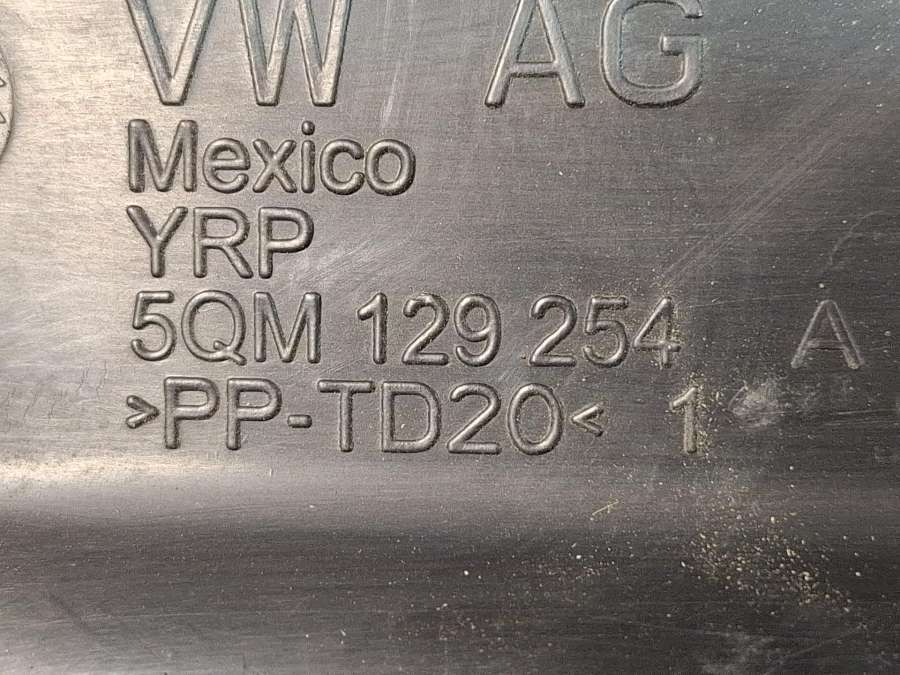 VW AG
Mexico
YRP
5QM 129 254 A
>PP-TD20< 1